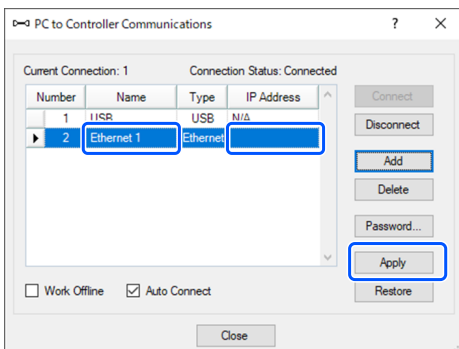 PC to Controller Communications
Current Connection: 1 Connection Status: Connected
Number Name Type IP Address
1 USB USB N/A
2 Ethernet 1 Ethernet
Connect
Disconnect
Add
Delete
Password...
Apply
Restore
Work Offline Auto Connect
Close